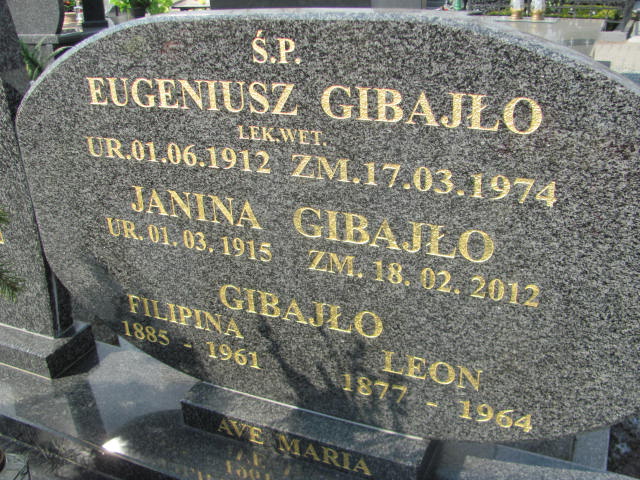 Ś.P.
EUGENIUSZ GIBAJŁO
LEK.WET.
UR.01.06.1912 ZM.17.03.1974
JANINA GIBAJŁO
UR. 01. 03. 1915 ZM. 18. 02. 2012
GIBAJŁO
FILIPINA LEON
1885 - 1961 1877 - 1964
AVE MARIA